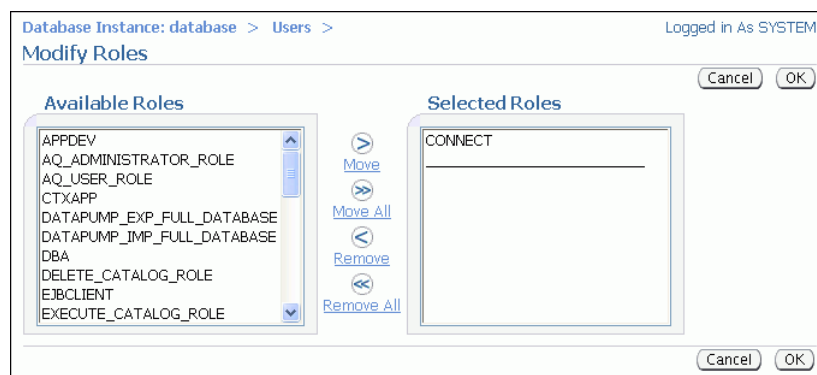 Database Instance: database > Users >
Logged in As SYSTEM
Modify Roles
Cancel OK
Available Roles
Selected Roles
APPDEV
AQ_ADMINISTRATOR_ROLE
AQ_USER_ROLE
CTXAPP
DATAPUMP_EXP_FULL_DATABASE
DATAPUMP_IMP_FULL_DATABASE
DBA
DELETE_CATALOG_ROLE
EJBCLIENT
EXECUTE_CATALOG_ROLE
Move
Move All
Remove
Remove All
CONNECT
Cancel OK